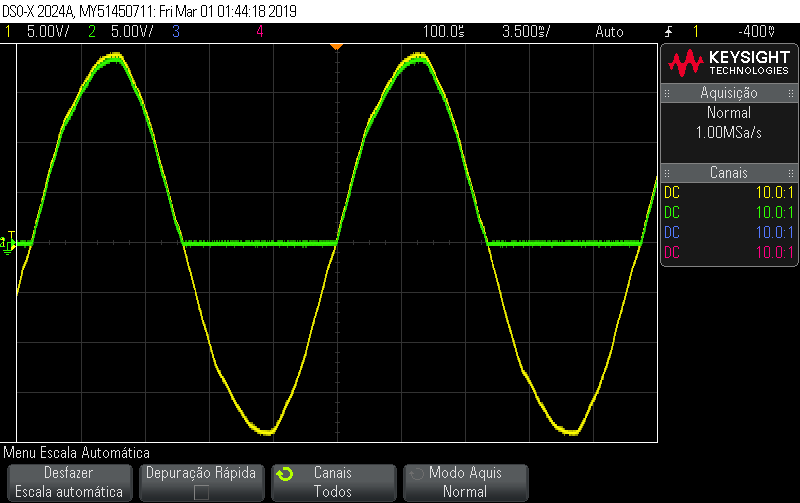 DSO-X 2024A, MY51450711: Fri Mar 01 01:44:18 2019
1 5.00V/ 2 5.00V/ 3 4 100.0s 3.500s/ Auto 1 -400V
KEYSIGHT
TECHNOLOGIES
Aquisição
Normal
1.00MSa/s
Canais
DC 10.0:1
DC 10.0:1
DC 10.0:1
DC 10.0:1
T
2
Menu Escala Automática
Desfazer
Escala automática
Depuração Rápida
Canais
Todos
Modo Aquis
Normal